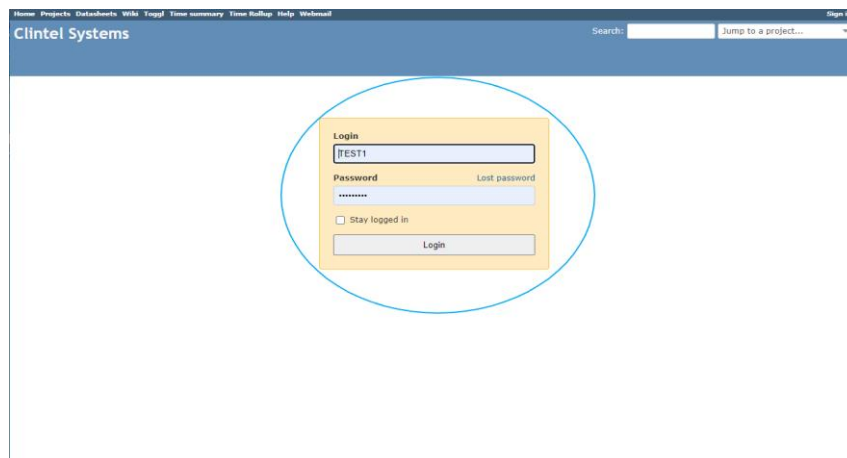 Home Projects Datasheets Wiki Toggl Time summary Time Rollup Help Webmail Sign
Clintel Systems
Search: Jump to a project...
Login
TEST1
Password Lost password
•••••••••
Stay logged in
Login